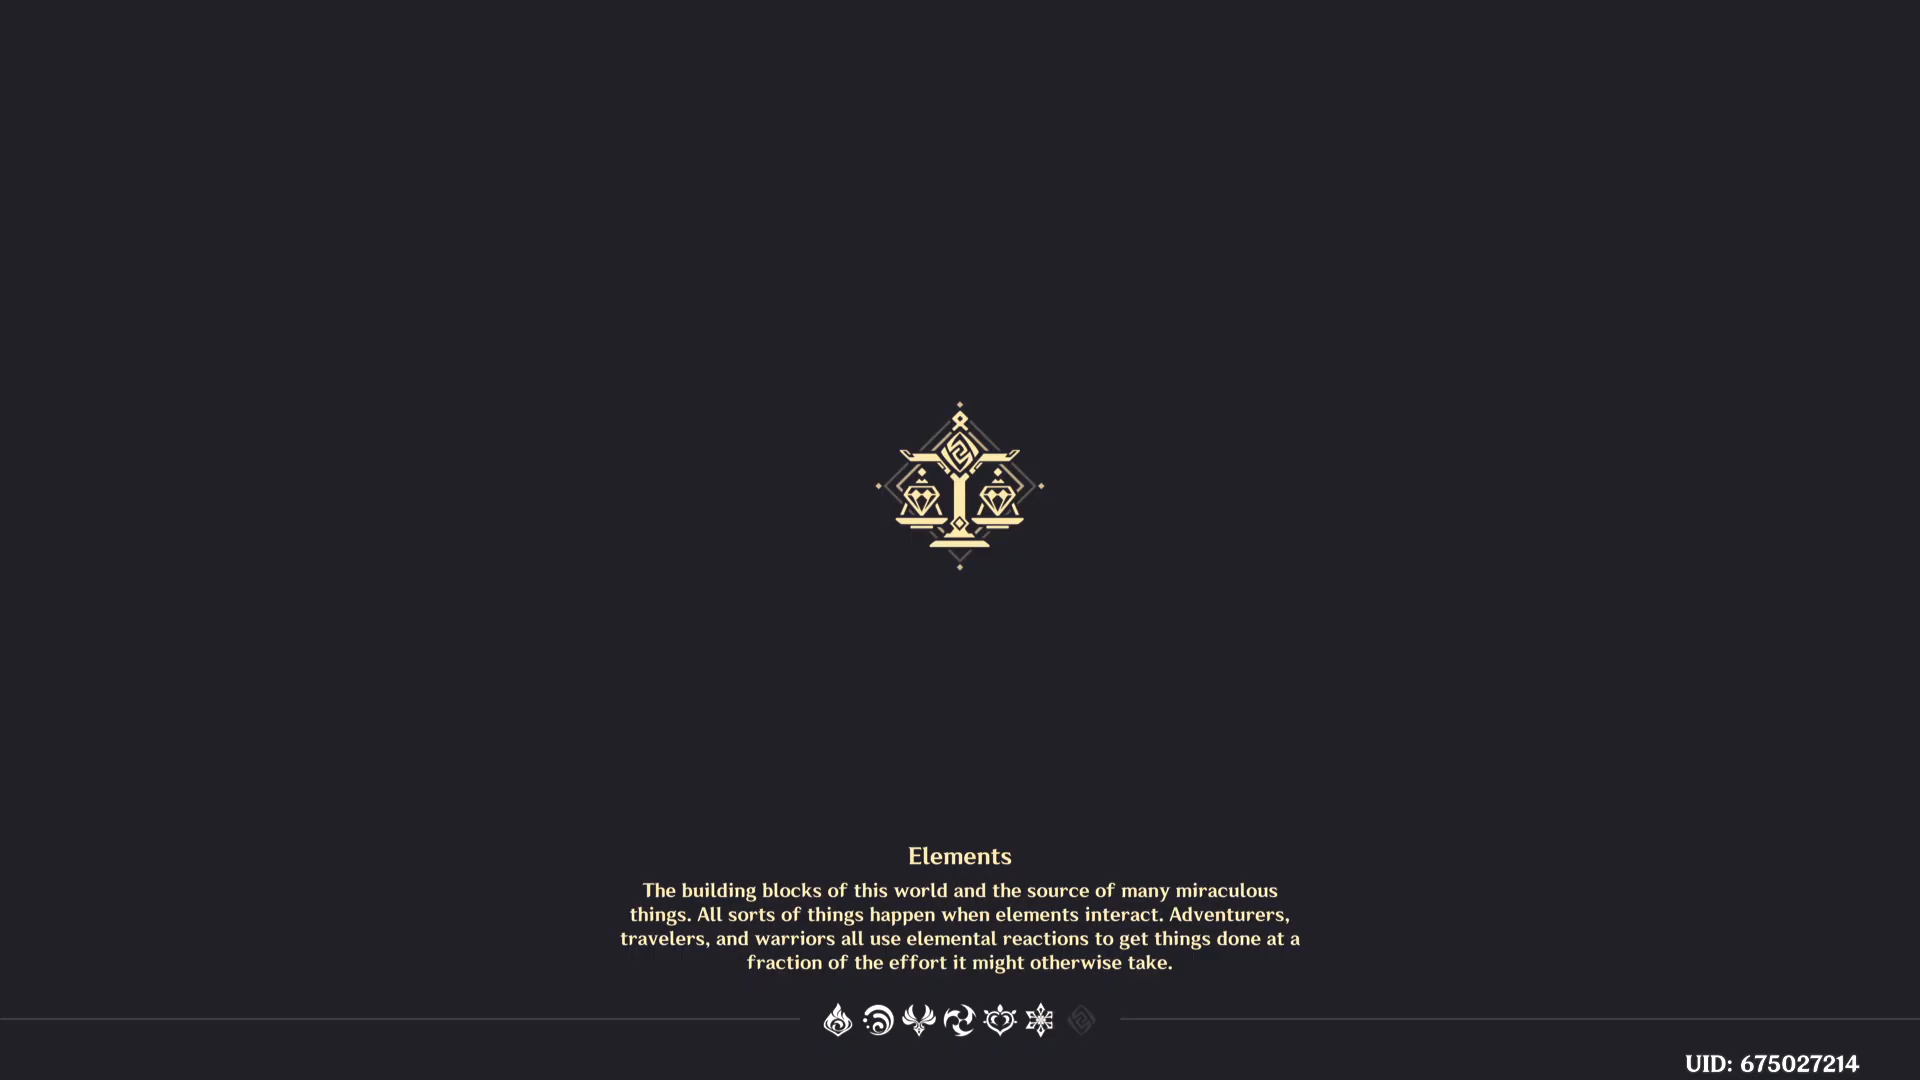 Elements
The building blocks of this world and the source of many miraculous
things. All sorts of things happen when elements interact. Adventurers,
travelers, and warriors all use elemental reactions to get things done at a
fraction of the effort it might otherwise take.
UID: 675027214